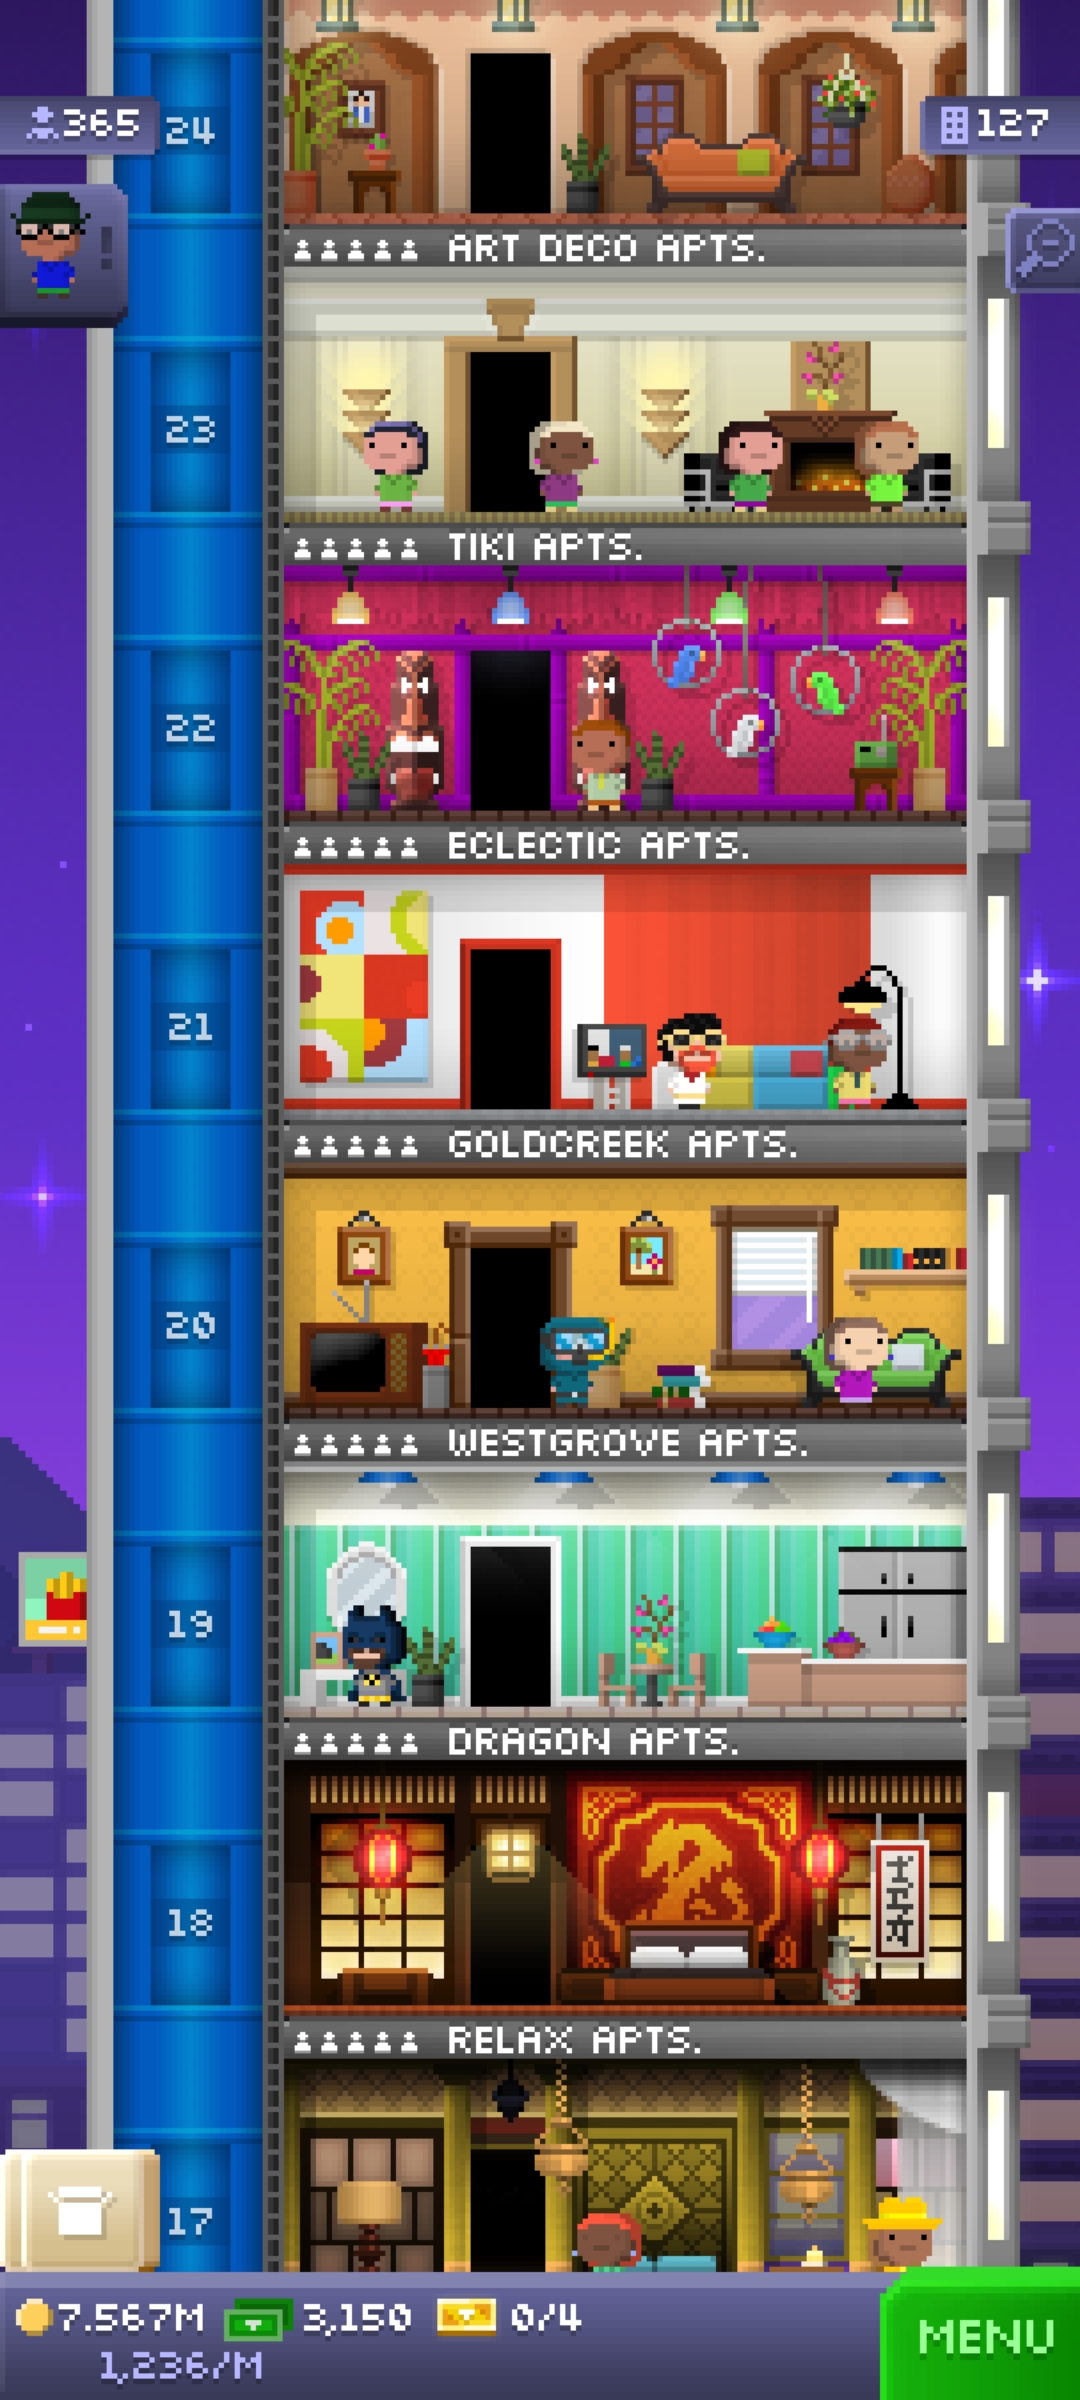 365
127
24
!
ART DECO APTS.
23
TIKI APTS.
22
ECLECTIC APTS.
21
GOLDCREEK APTS.
20
WESTGROVE APTS.
19
DRAGON APTS.
18
RELAX APTS.
17
7.567M 3,150 0/4
1,236/M
MENU